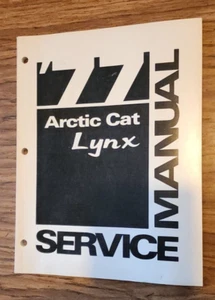 '77
Arctic Cat
Lynx
SERVICE
MANUAL